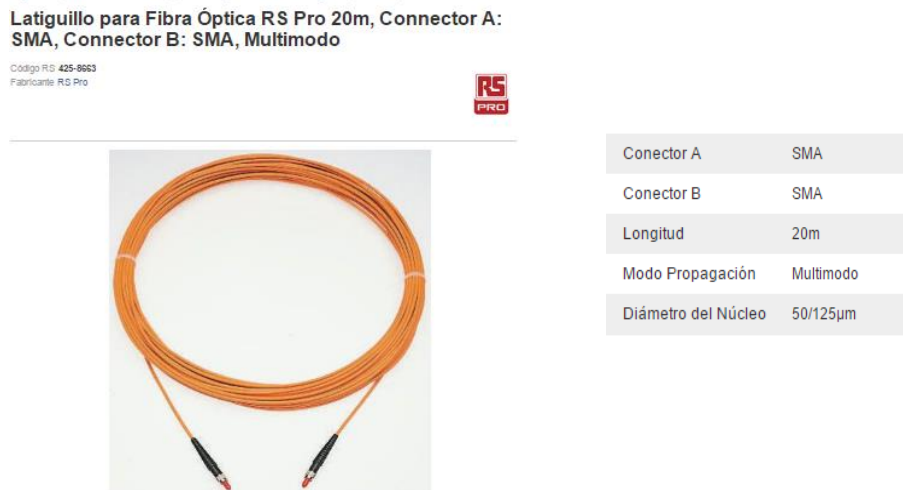 Latiguillo para Fibra Óptica RS Pro 20m, Connector A:
SMA, Connector B: SMA, Multimodo
Código RS 425-8663
Fabricante RS Pro
RS
PRO
Conector A SMA
Conector B SMA
Longitud 20m
Modo Propagación Multimodo
Diámetro del Núcleo 50/125µm